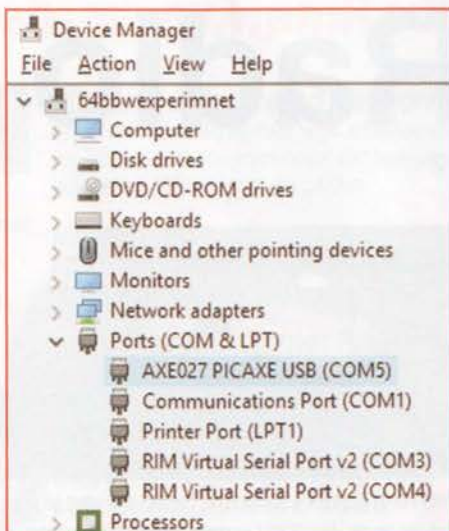 Device Manager
File Action View Help
64bbwexperimnet
Computer
Disk drives
DVD/CD-ROM drives
Keyboards
Mice and other pointing devices
Monitors
Network adapters
Ports (COM & LPT)
AXE027 PICAXE USB (COM5)
Communications Port (COM1)
Printer Port (LPT1)
RIM Virtual Serial Port v2 (COM3)
RIM Virtual Serial Port v2 (COM4)
Processors